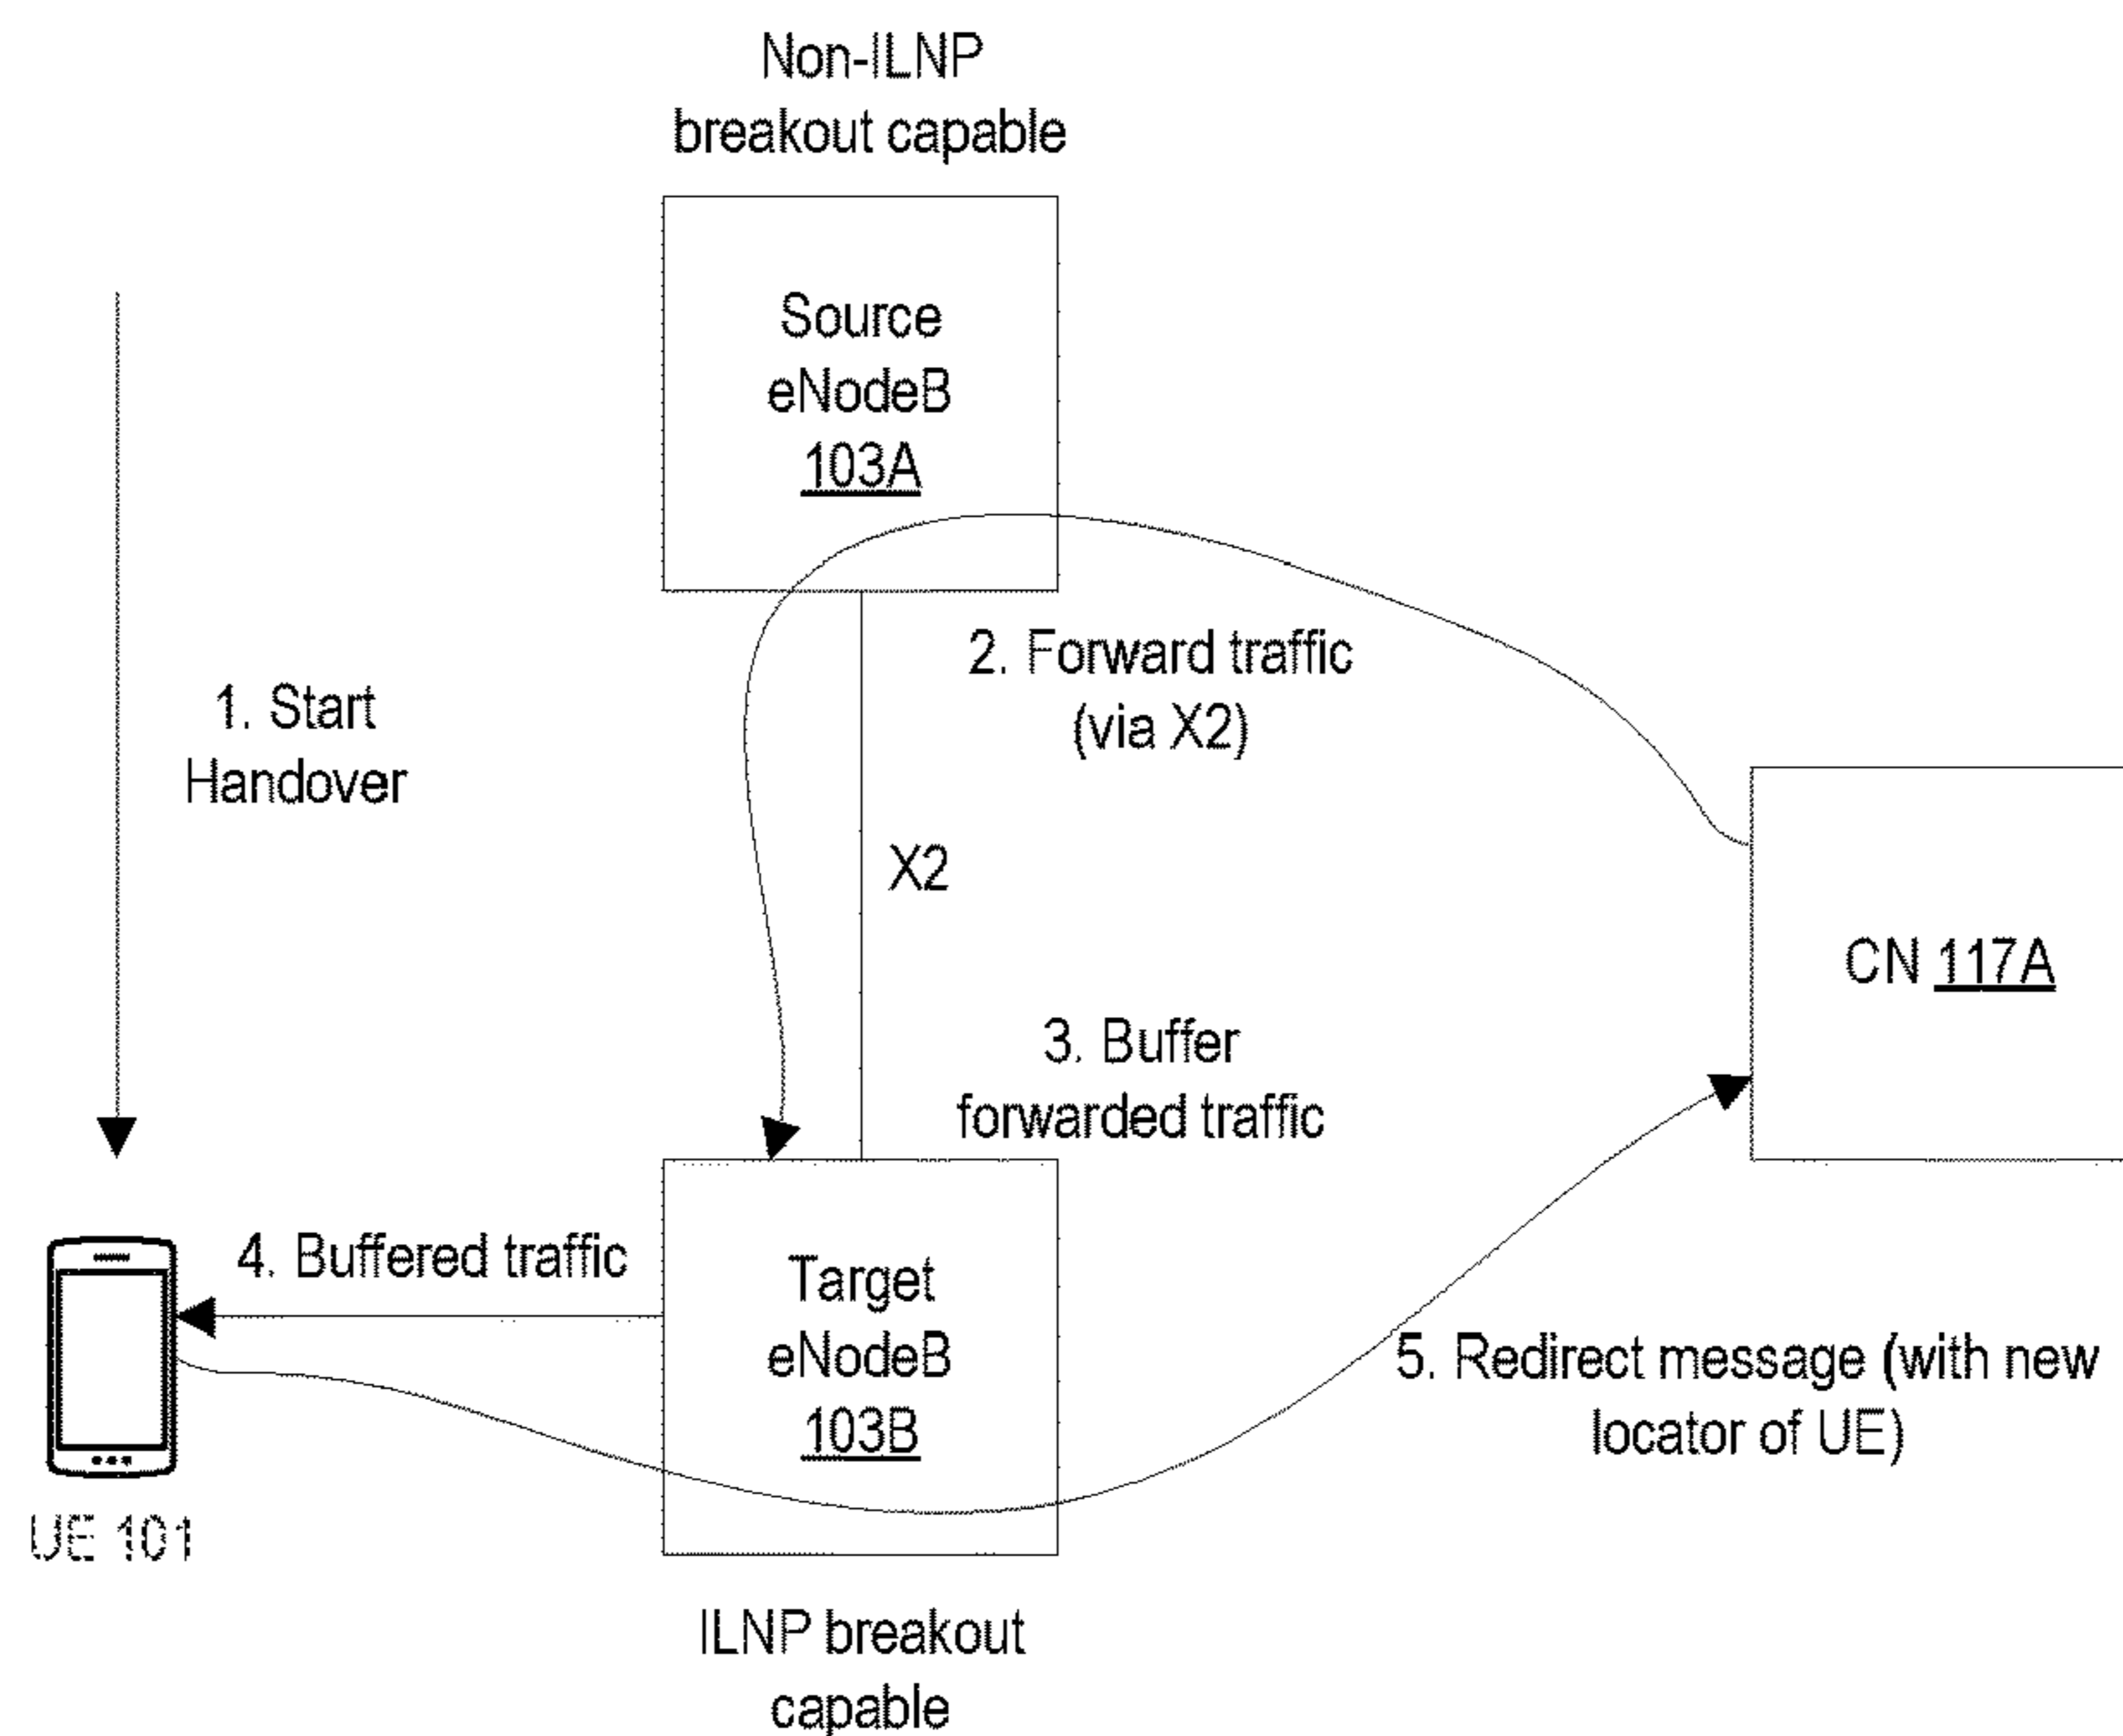 Non-ILNP
breakout capable
Source
eNodeB
103A
2. Forward traffic
(via X2)
1. Start
Handover
X2
CN 117A
3. Buffer
forwarded traffic
4. Buffered traffic
Target
eNodeB
103B
5. Redirect message (with new
locator of UE)
UE 101
ILNP breakout
capable